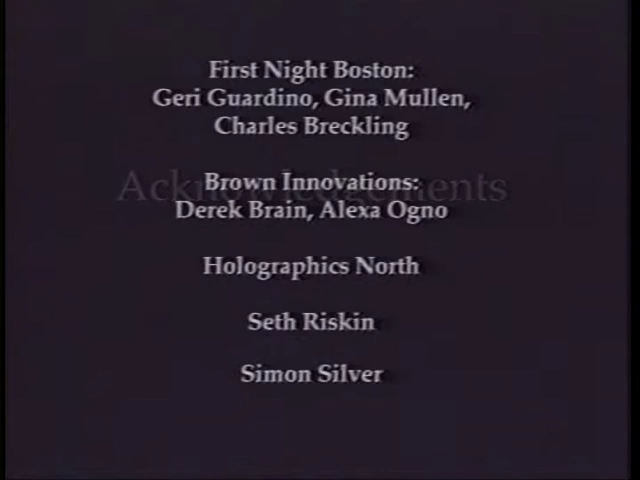 First Night Boston:
Geri Guardino, Gina Mullen,
Charles Breckling
Acknowledgements
Brown Innovations:
Derek Brain, Alexa Ogno
Holographics North
Seth Riskin
Simon Silver